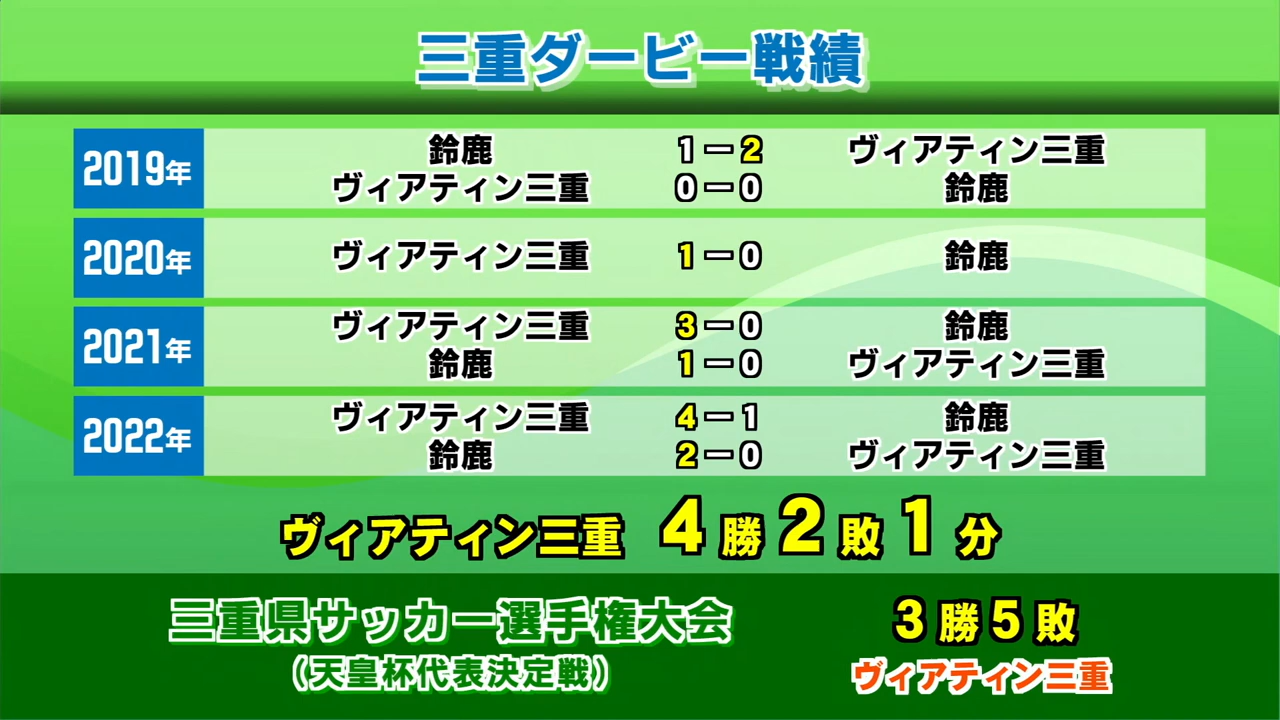 三重ダービー戦績
2019年
鈴鹿 1－2 ヴィアティン三重
ヴィアティン三重 0－0 鈴鹿
2020年
ヴィアティン三重 1－0 鈴鹿
2021年
ヴィアティン三重 3－0 鈴鹿
鈴鹿 1－0 ヴィアティン三重
2022年
ヴィアティン三重 4－1 鈴鹿
鈴鹿 2－0 ヴィアティン三重
ヴィアティン三重 4勝2敗1分
三重県サッカー選手権大会 3勝5敗
（天皇杯代表決定戦） ヴィアティン三重